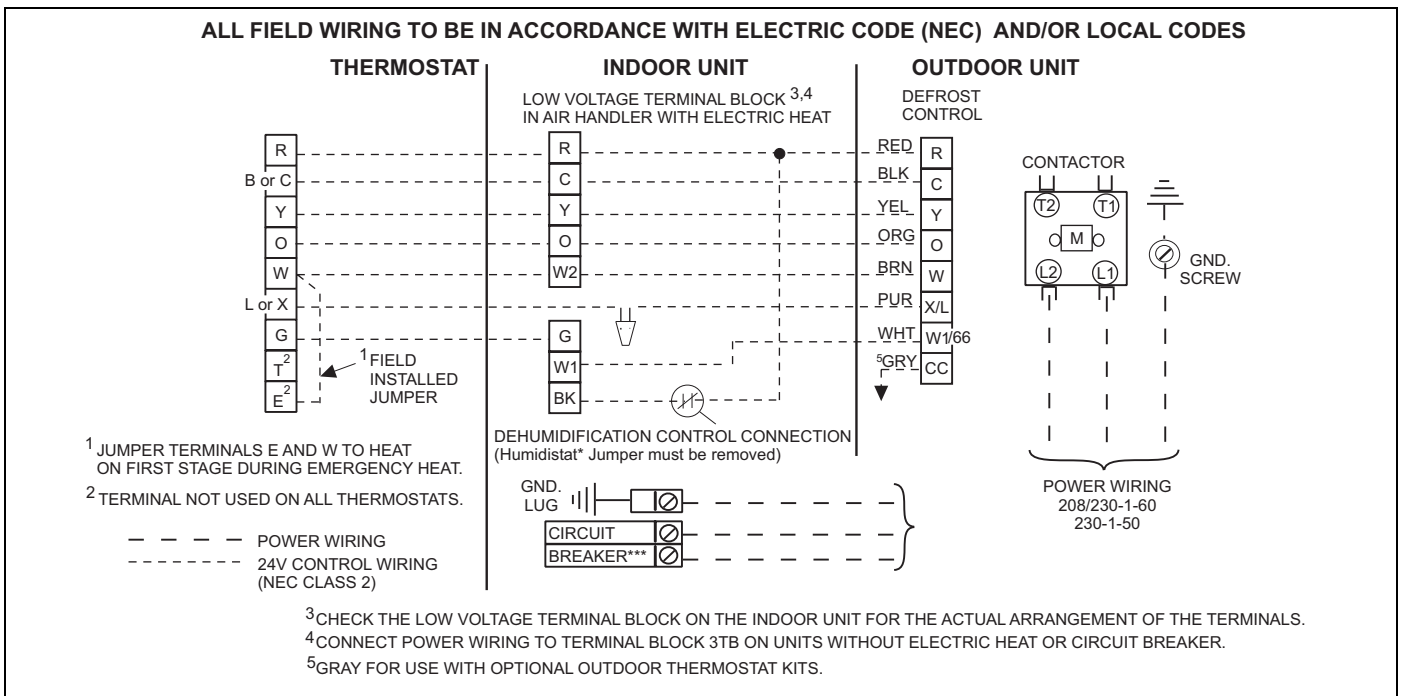 ALL FIELD WIRING TO BE IN ACCORDANCE WITH ELECTRIC CODE (NEC) AND/OR LOCAL CODES
THERMOSTAT
INDOOR UNIT
OUTDOOR UNIT
LOW VOLTAGE TERMINAL BLOCK 3,4
IN AIR HANDLER WITH ELECTRIC HEAT
DEFROST
CONTROL
R
B or C
Y
O
W
L or X
G
T2
E2
1 FIELD
INSTALLED
JUMPER
R
C
Y
O
W2
G
W1
BK
RED R
BLK C
YEL Y
ORG O
BRN W
PUR X/L
WHT W1/66
5GRY CC
CONTACTOR
T2 T1
M
L2 L1
GND.
SCREW
DEHUMIDIFICATION CONTROL CONNECTION
(Humidistat* Jumper must be removed)
1 JUMPER TERMINALS E AND W TO HEAT
ON FIRST STAGE DURING EMERGENCY HEAT.
2 TERMINAL NOT USED ON ALL THERMOSTATS.
POWER WIRING
24V CONTROL WIRING
(NEC CLASS 2)
GND.
LUG
CIRCUIT
BREAKER***
POWER WIRING
208/230-1-60
230-1-50
3CHECK THE LOW VOLTAGE TERMINAL BLOCK ON THE INDOOR UNIT FOR THE ACTUAL ARRANGEMENT OF THE TERMINALS.
4CONNECT POWER WIRING TO TERMINAL BLOCK 3TB ON UNITS WITHOUT ELECTRIC HEAT OR CIRCUIT BREAKER.
5GRAY FOR USE WITH OPTIONAL OUTDOOR THERMOSTAT KITS.